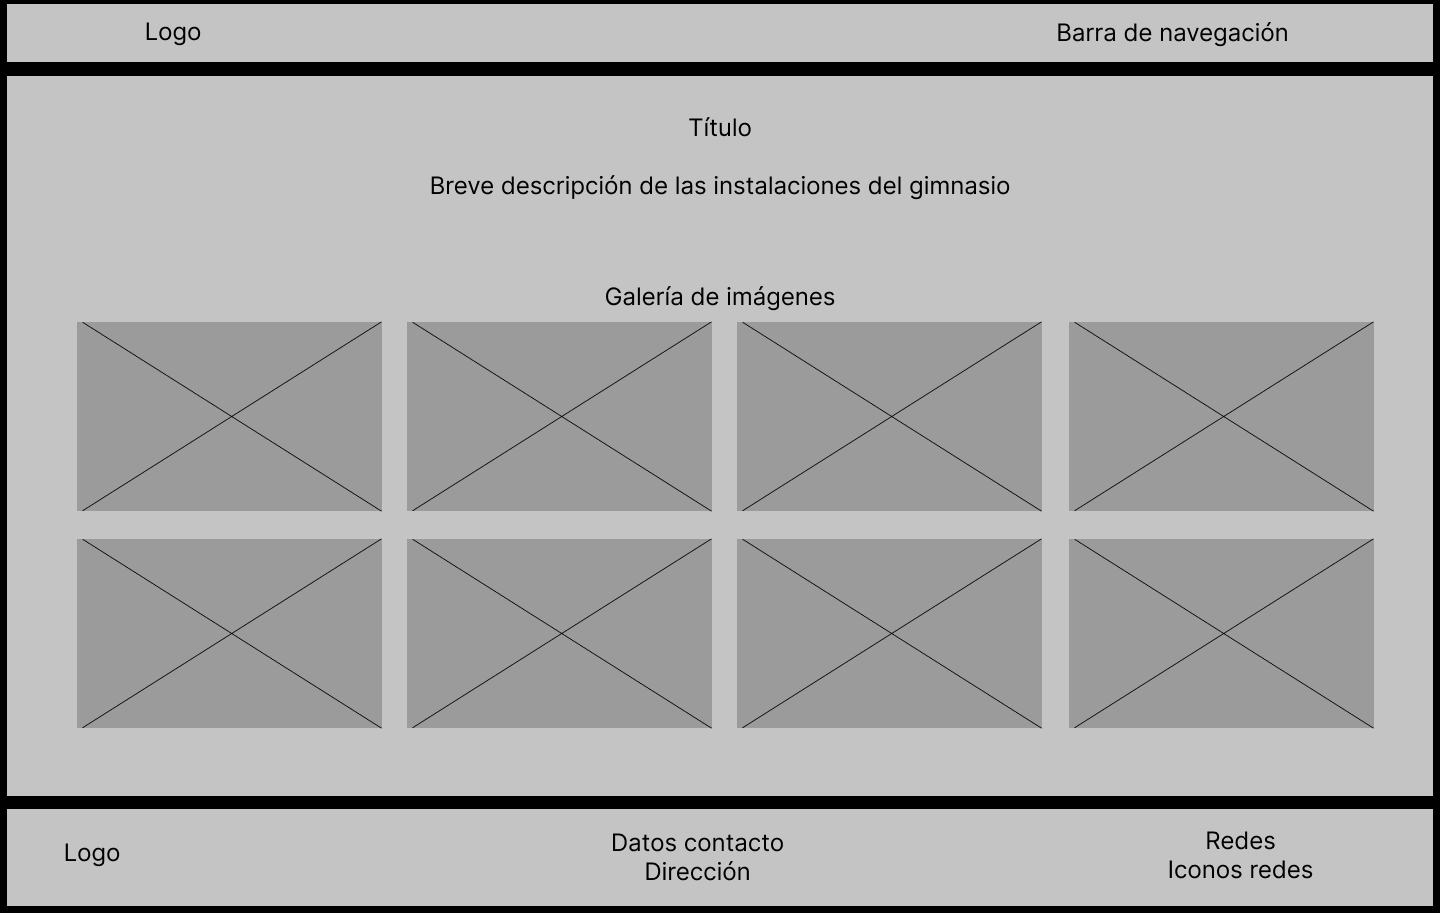 Logo
Barra de navegación
Título
Breve descripción de las instalaciones del gimnasio
Galería de imágenes
Logo
Datos contacto
Dirección
Redes
Iconos redes